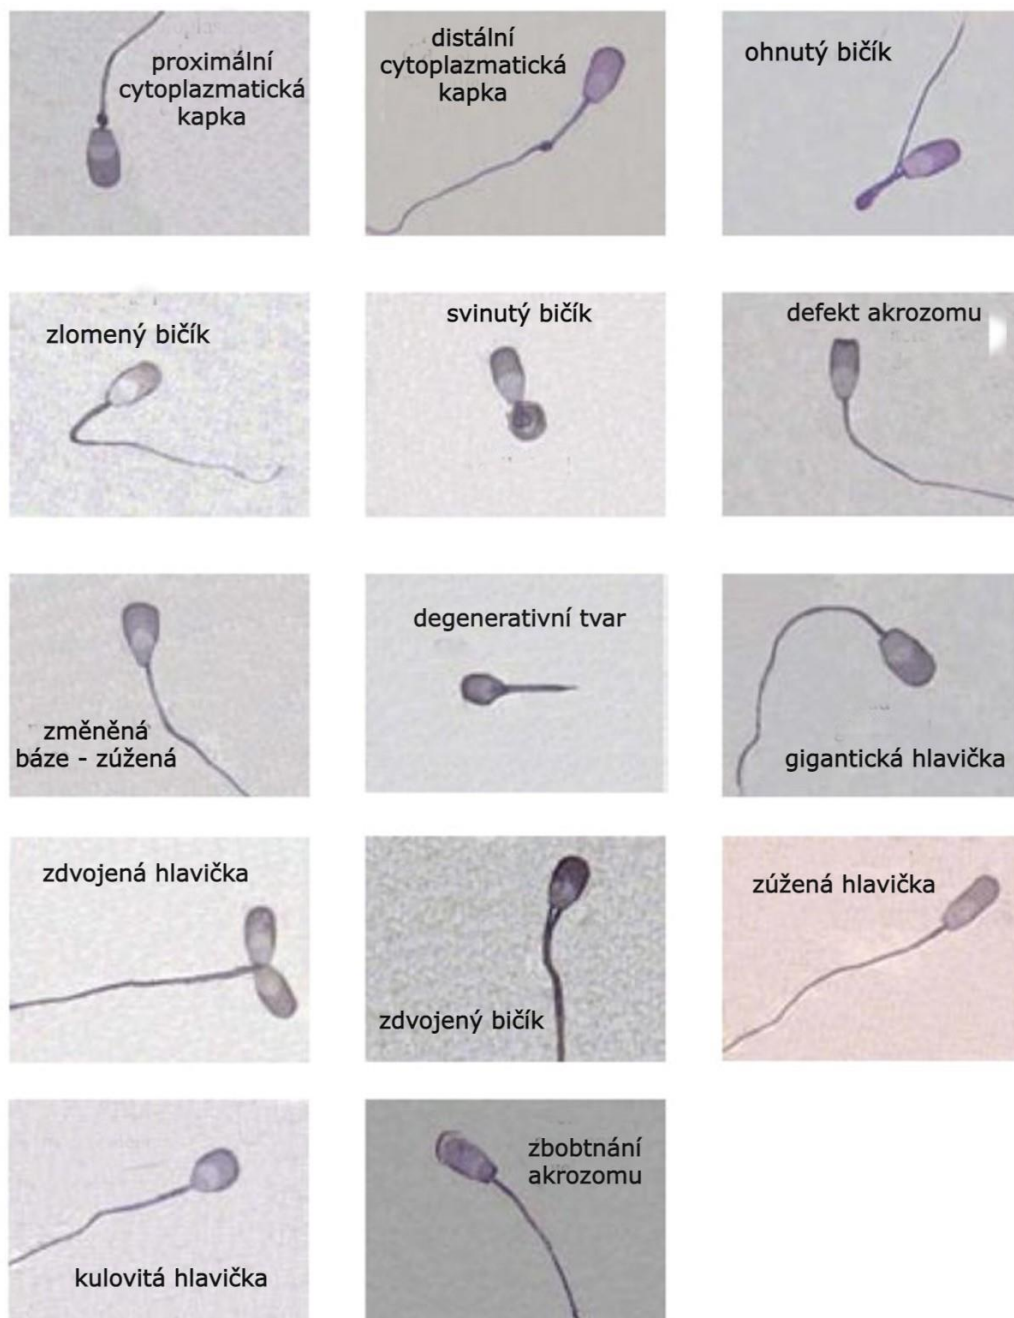 proximální
cytoplazmatická
kapka
distální
cytoplazmatická
kapka
ohnutý bičík
zlomený bičík
svinutý bičík
defekt akrozomu
změněná
báze - zúžená
degenerativní tvar
gigantická hlavička
zdvojená hlavička
zdvojený bičík
zúžená hlavička
kulovitá hlavička
zbobtnání
akrozomu